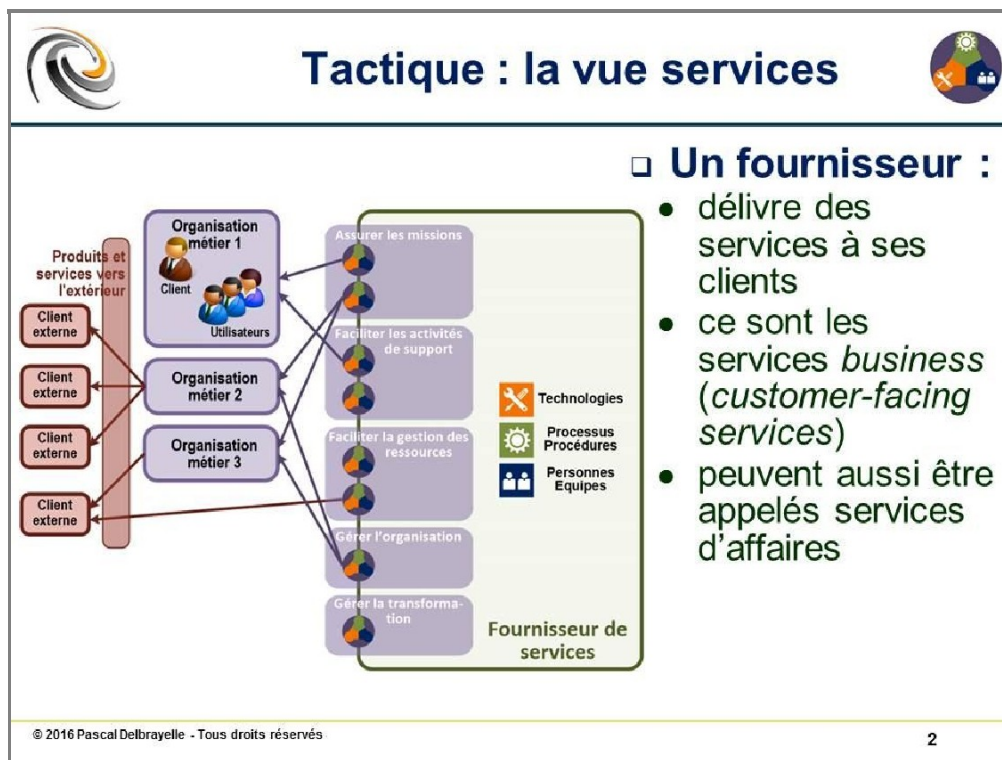 Tactique : la vue services
Produits et
services vers
l'extérieur
Client
externe
Client
externe
Client
externe
Client
externe
Organisation
métier 1
Client
Utilisateurs
Organisation
métier 2
Organisation
métier 3
Assurer les missions
Faciliter les activités
de support
Faciliter la gestion des
ressources
Gérer l'organisation
Gérer la transforma-
tion
Technologies
Processus
Procédures
Personnes
Equipes
Fournisseur de
services
Un fournisseur :
délivre des
services à ses
clients
ce sont les
services business
(customer-facing
services)
peuvent aussi être
appelés services
d'affaires
© 2016 Pascal Delbrayelle - Tous droits réservés
2